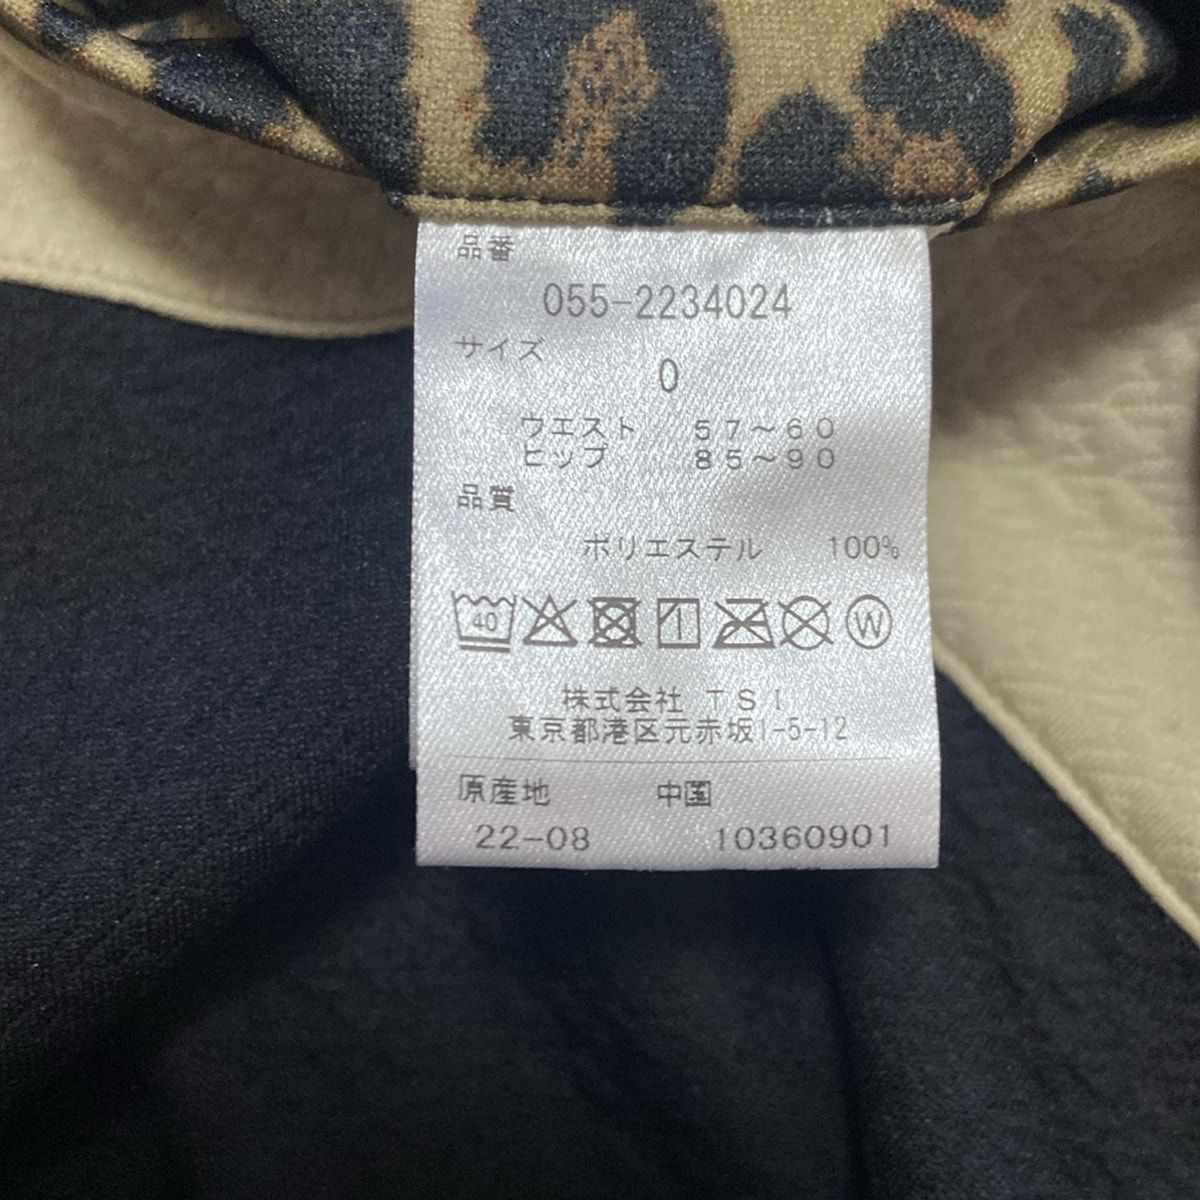 品番
055-2234024
サイズ
0
ウエスト 57〜60
ヒップ 85〜90
品質
ポリエステル 100%
40 W
株式会社 TSI
東京都港区元赤坂1-5-12
原産地 中国
22-08 10360901